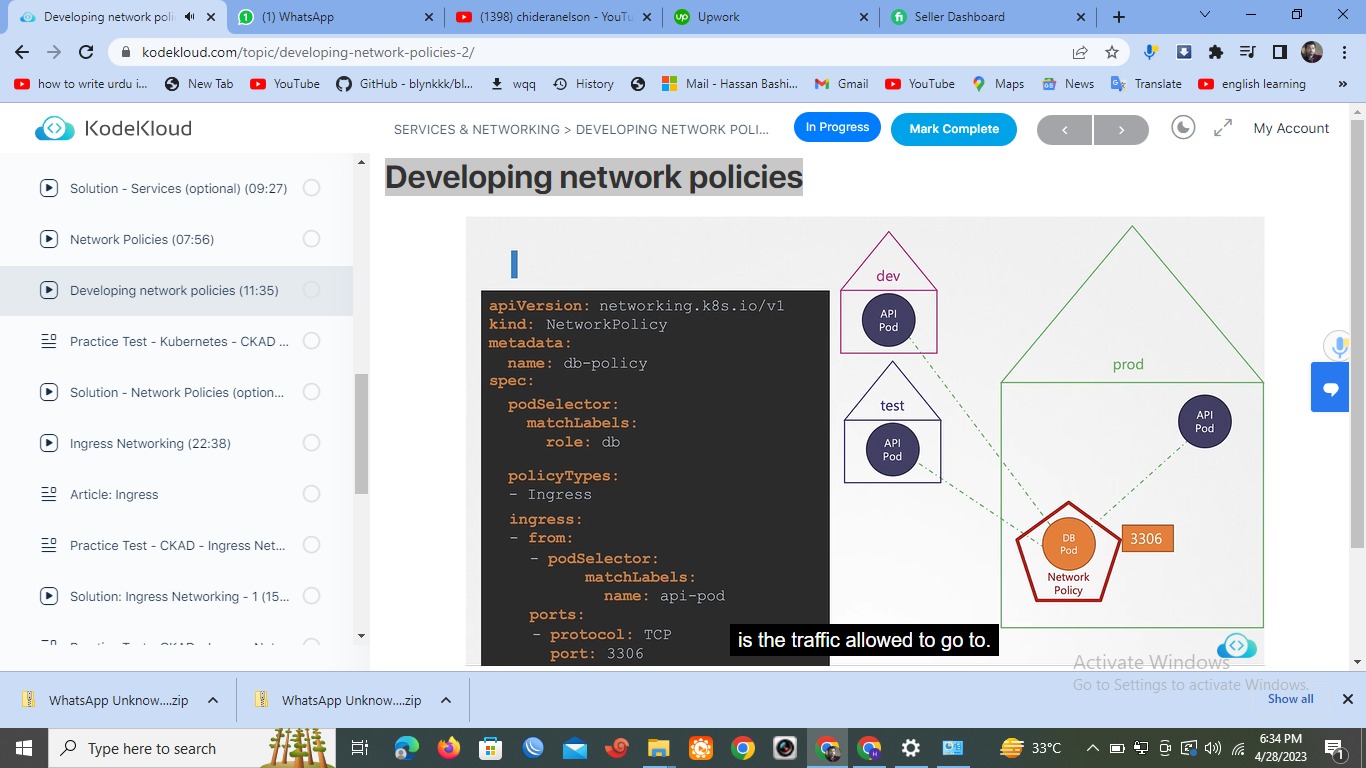 Developing network poli
(1) WhatsApp
(1398) chideranelson - YouTu
Upwork
Seller Dashboard
kodekloud.com/topic/developing-network-policies-2/
how to write urdu i...
New Tab
YouTube
GitHub - blynkkk/bl...
wqq
History
Mail - Hassan Bashi...
Gmail
YouTube
Maps
News
Translate
english learning
»
KodeKloud
SERVICES & NETWORKING > DEVELOPING NETWORK POLI...
In Progress
Mark Complete
<
>
My Account
Solution - Services (optional) (09:27)
Network Policies (07:56)
Developing network policies (11:35)
Practice Test - Kubernetes - CKAD ...
Solution - Network Policies (option...
Ingress Networking (22:38)
Article: Ingress
Practice Test - CKAD - Ingress Net...
Solution: Ingress Networking - 1 (15...
Developing network policies
apiVersion: networking.k8s.io/v1
kind: NetworkPolicy
metadata:
name: db-policy
spec:
podSelector:
matchLabels:
role: db
policyTypes:
- Ingress
ingress:
- from:
- podSelector:
matchLabels:
name: api-pod
ports:
- protocol: TCP
port: 3306
dev
API
Pod
test
API
Pod
prod
API
Pod
DB
Pod
Network
Policy
3306
is the traffic allowed to go to.
Activate Windows
Go to Settings to activate Windows.
WhatsApp Unknow....zip
WhatsApp Unknow....zip
Show all
Type here to search
33°C
6:34 PM
4/28/2023
1